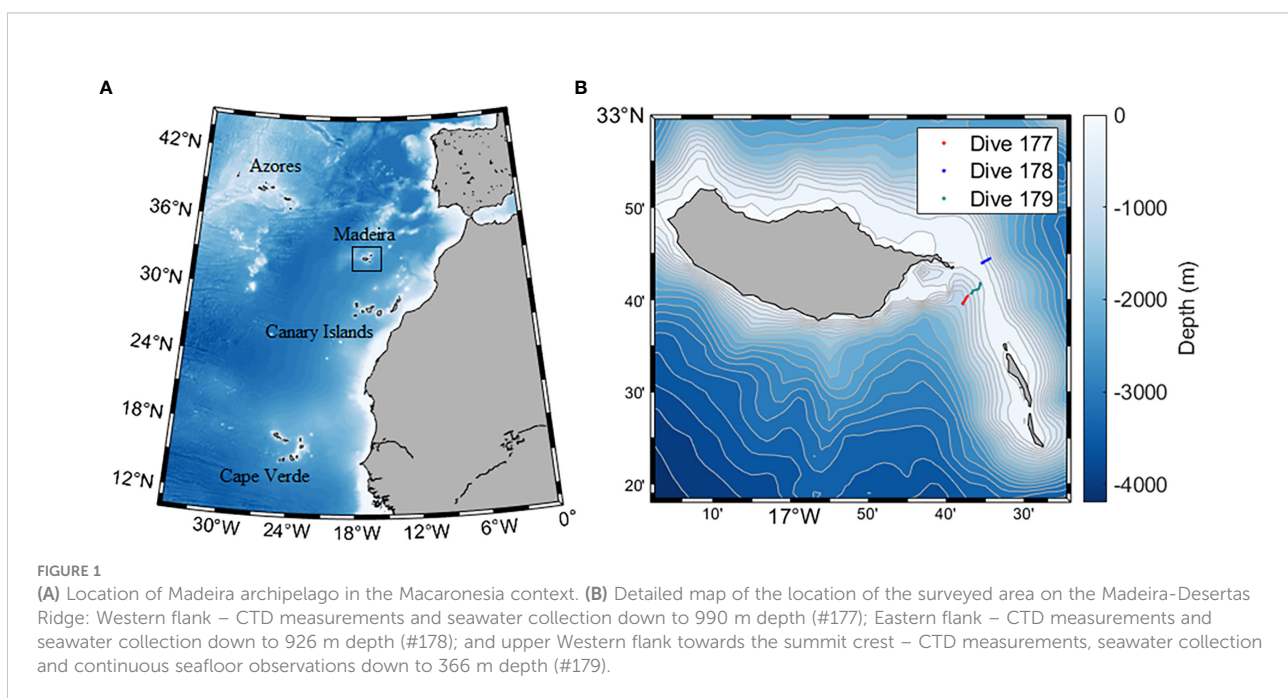 A
B
42°N
36°N
30°N
24°N
18°N
12°N
30°W
24°W
18°W
12°W
6°W
0°
Azores
Madeira
Canary Islands
Cape Verde
33°N
50'
40'
30'
20'
10'
17°W
50'
40'
30'
Dive 177
Dive 178
Dive 179
0
-1000
-2000
-3000
-4000
Depth (m)
FIGURE 1
(A) Location of Madeira archipelago in the Macaronesia context. (B) Detailed map of the location of the surveyed area on the Madeira-Desertas
Ridge: Western flank – CTD measurements and seawater collection down to 990 m depth (#177); Eastern flank – CTD measurements and
seawater collection down to 926 m depth (#178); and upper Western flank towards the summit crest – CTD measurements, seawater collection
and continuous seafloor observations down to 366 m depth (#179).